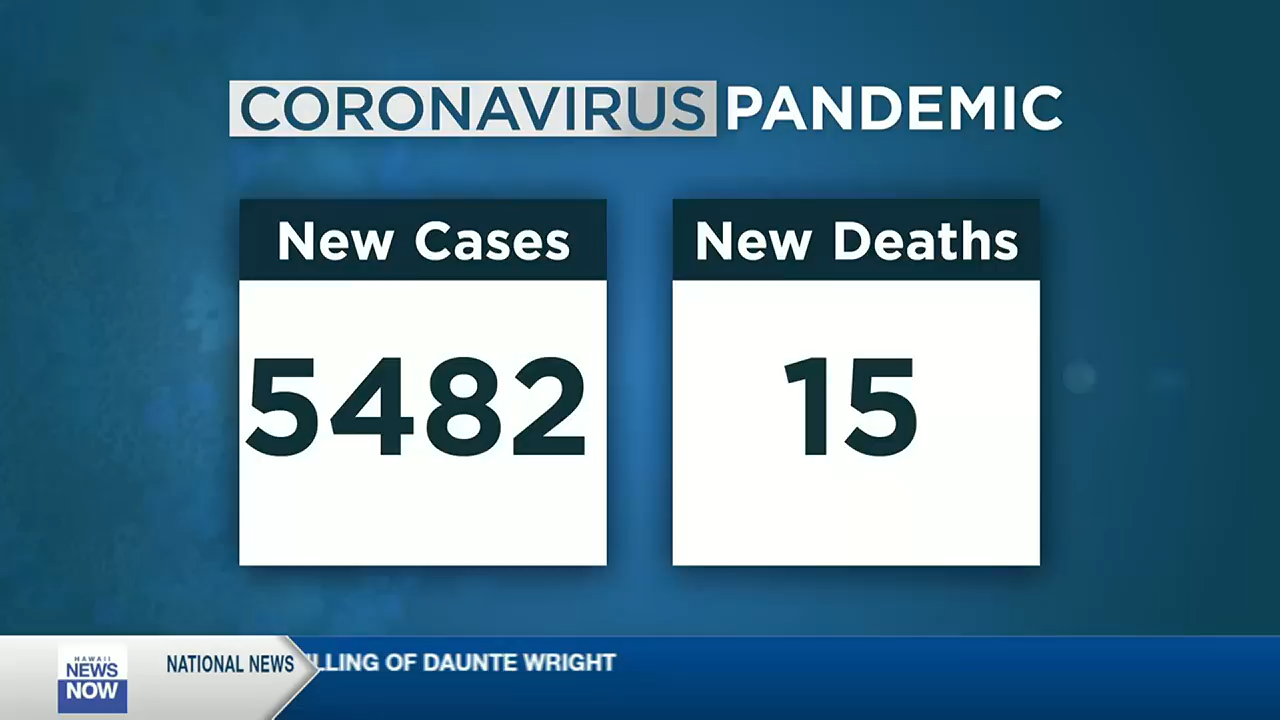 CORONAVIRUS PANDEMIC
New Cases
New Deaths
5482
15
HAWAII
NEWS
NOW
NATIONAL NEWS
ILLING OF DAUNTE WRIGHT